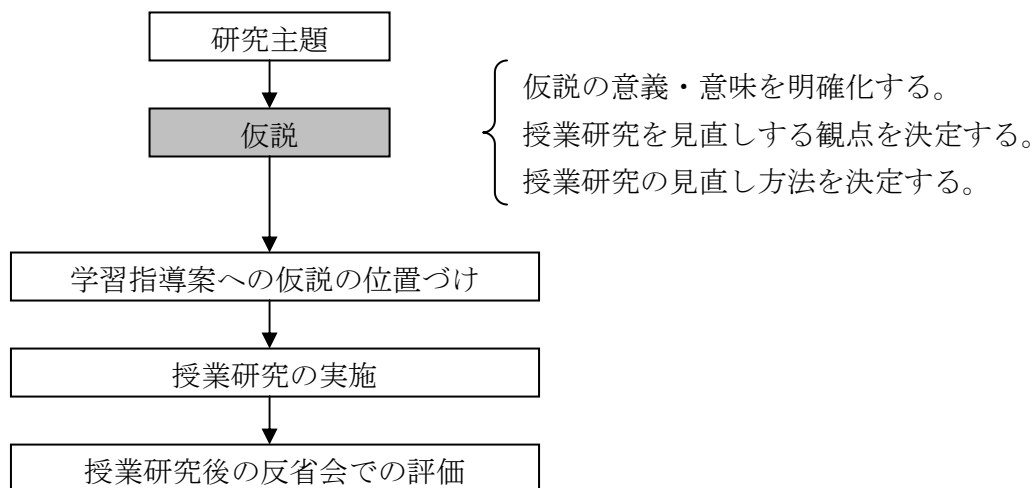 研究主題
仮説
仮説の意義・意味を明確化する。
授業研究を見直しする観点を決定する。
授業研究の見直し方法を決定する。
学習指導案への仮説の位置づけ
授業研究の実施
授業研究後の反省会での評価